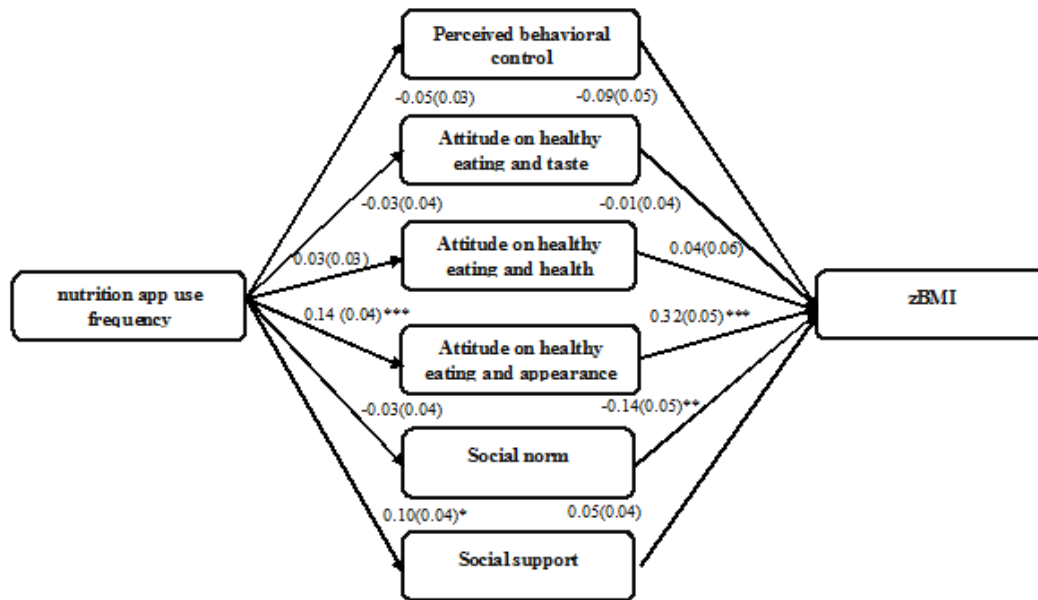 Perceived behavioral
control
-0.05(0.03)
-0.09(0.05)
Attitude on healthy
eating and taste
-0.03(0.04)
-0.01(0.04)
Attitude on healthy
eating and health
0.03(0.03)
0.04(0.06)
nutrition app use
frequency
zBMI
0.14 (0.04)***
0.32(0.05)***
Attitude on healthy
eating and appearance
-0.03(0.04)
-0.14(0.05)**
Social norm
0.10(0.04)*
0.05(0.04)
Social support